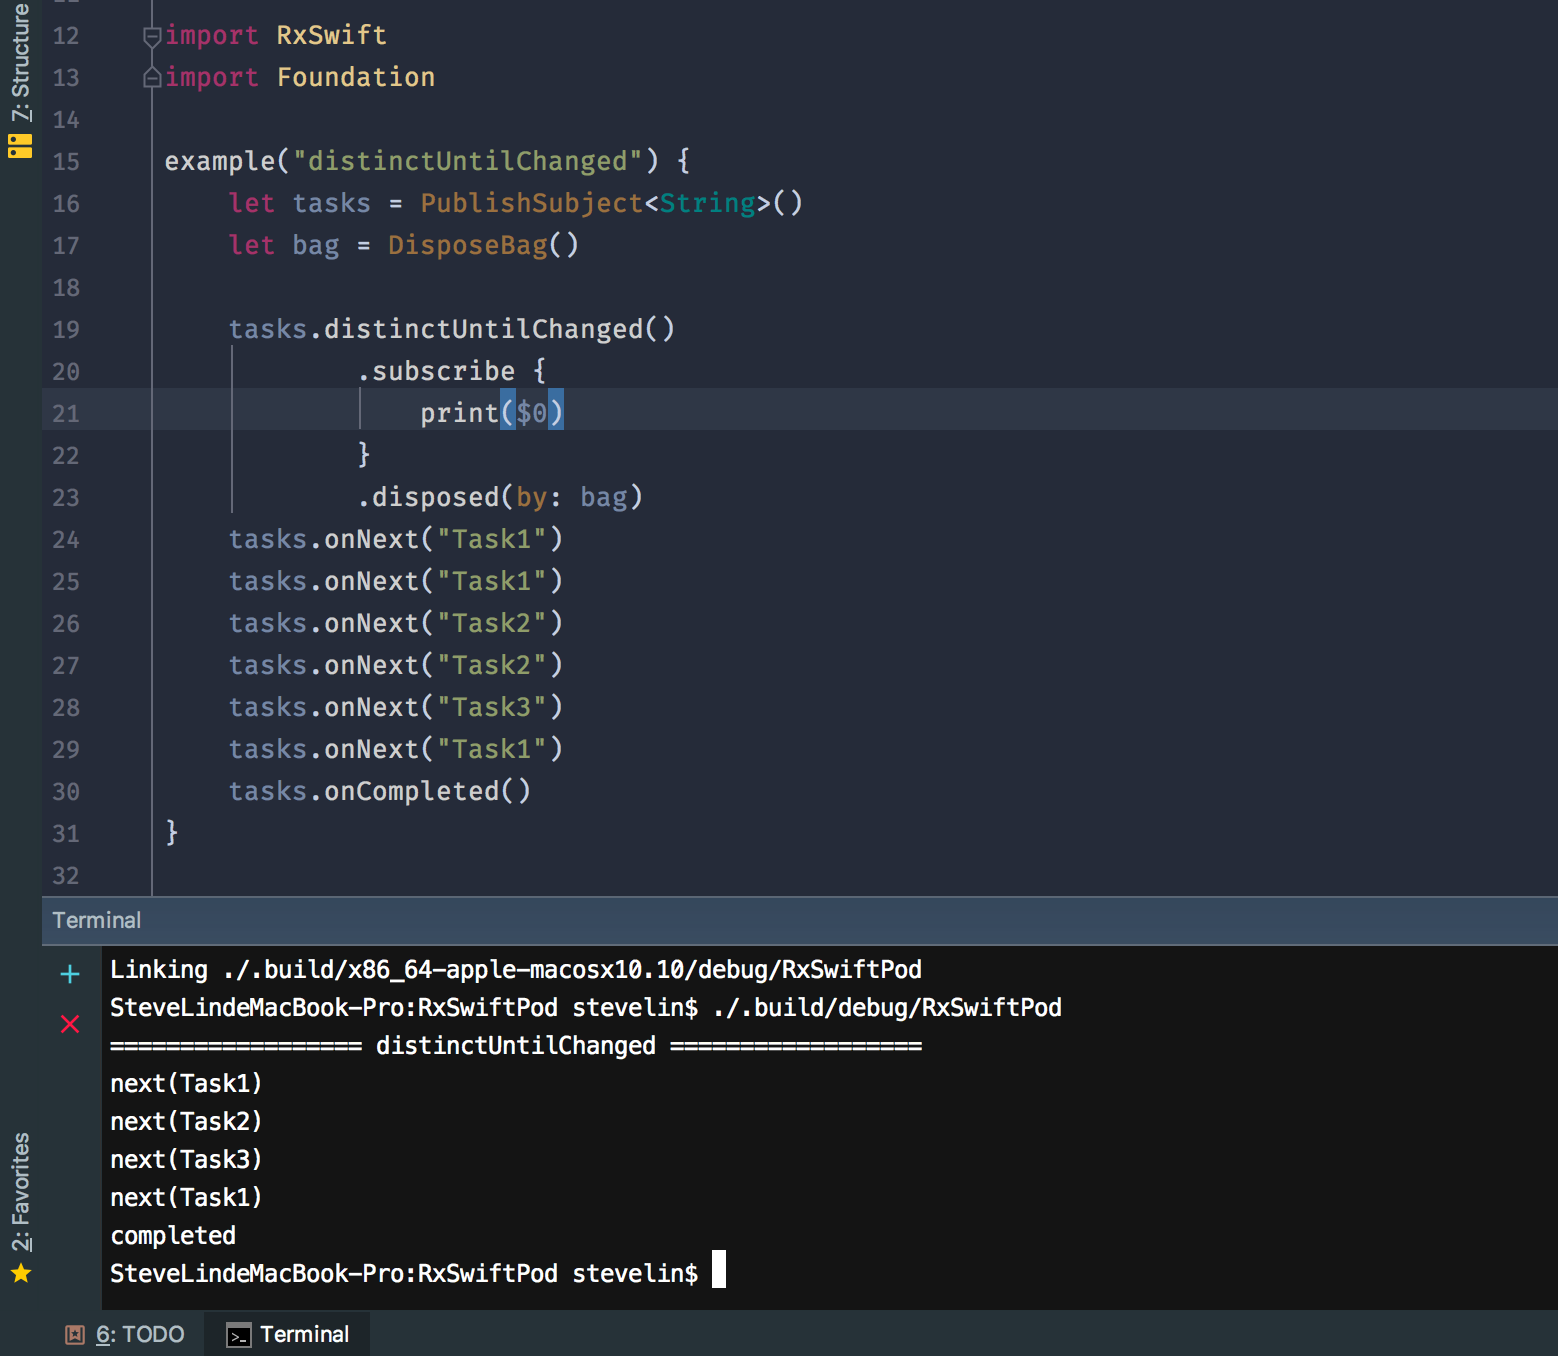 7: Structure
12 import RxSwift
13 import Foundation
14
15 example("distinctUntilChanged") {
16     let tasks = PublishSubject<String>()
17     let bag = DisposeBag()
18
19     tasks.distinctUntilChanged()
20             .subscribe {
21                 print($0)
22             }
23             .disposed(by: bag)
24     tasks.onNext("Task1")
25     tasks.onNext("Task1")
26     tasks.onNext("Task2")
27     tasks.onNext("Task2")
28     tasks.onNext("Task3")
29     tasks.onNext("Task1")
30     tasks.onCompleted()
31 }
32
Terminal
Linking ./.build/x86_64-apple-macosx10.10/debug/RxSwiftPod
SteveLindeMacBook-Pro:RxSwiftPod stevelin$ ./.build/debug/RxSwiftPod
================== distinctUntilChanged ==================
next(Task1)
next(Task2)
next(Task3)
next(Task1)
completed
SteveLindeMacBook-Pro:RxSwiftPod stevelin$
2: Favorites
6: TODO
Terminal